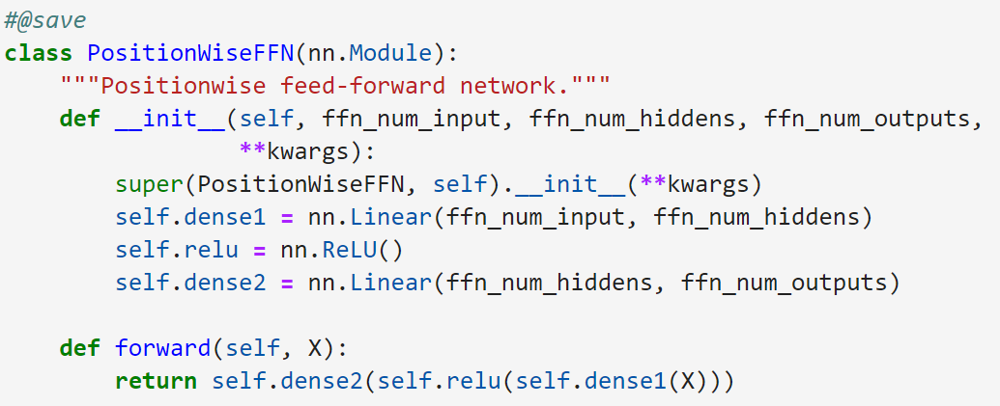 #@save
class PositionWiseFFN(nn.Module):
    """Positionwise feed-forward network."""
    def __init__(self, ffn_num_input, ffn_num_hiddens, ffn_num_outputs,
                 **kwargs):
        super(PositionWiseFFN, self).__init__(**kwargs)
        self.dense1 = nn.Linear(ffn_num_input, ffn_num_hiddens)
        self.relu = nn.ReLU()
        self.dense2 = nn.Linear(ffn_num_hiddens, ffn_num_outputs)

    def forward(self, X):
        return self.dense2(self.relu(self.dense1(X)))